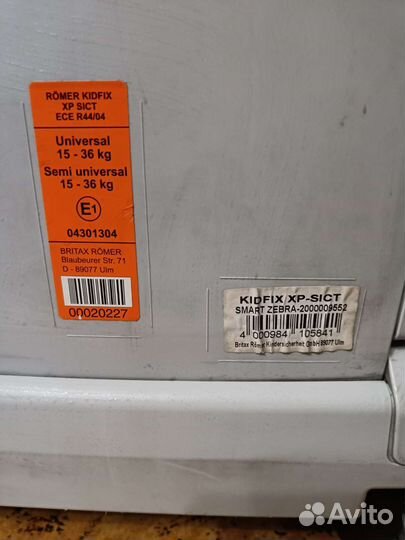 RÖMER KIDFIX
XP SICT
ECE R44/04
Universal
15 - 36 kg
Semi universal
15 - 36 kg
E1
04301304
BRITAX RÖMER
Blaubeurer Str. 71
D - 89077 Ulm
00020227
KIDFIX XP-SICT
SMART ZEBRA-2000009552
4 000984 105841
Britax Römer Kindersicherheit GmbH 89077 Ulm
Avito